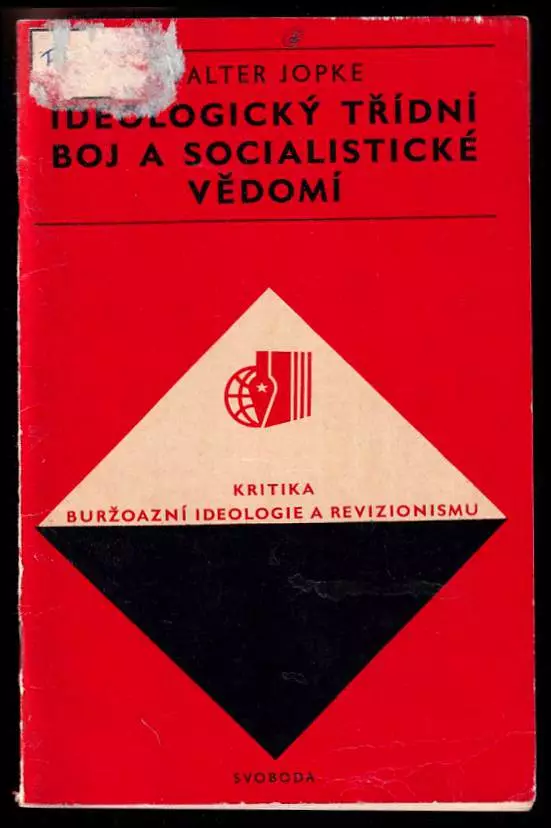 ALTER JOPKE
IDEOLOGICKÝ TŘÍDNÍ
BOJ A SOCIALISTICKÉ
VĚDOMÍ
KRITIKA
BURŽOAZNÍ IDEOLOGIE A REVIZIONISMU
SVOBODA